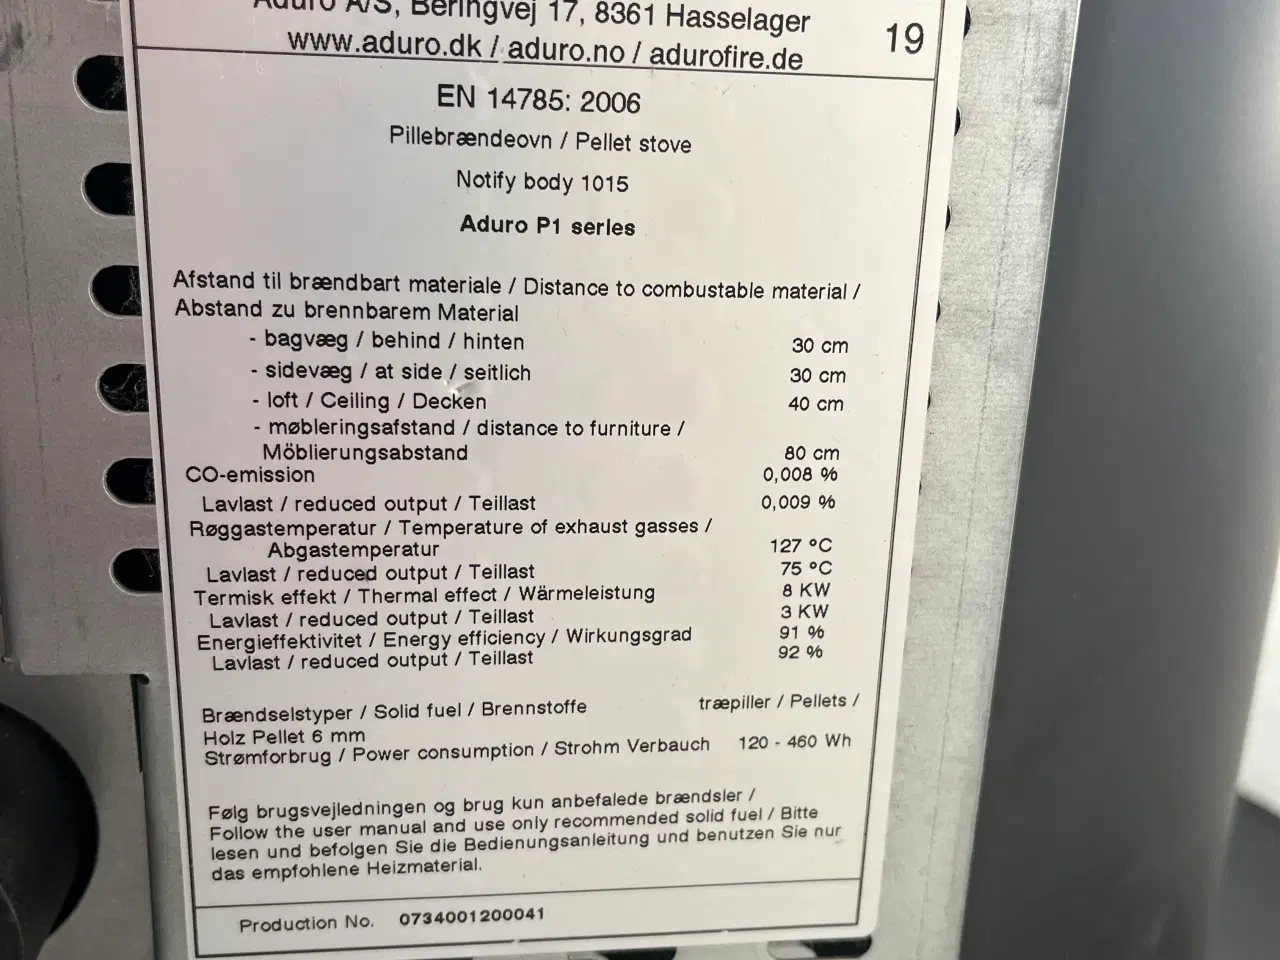 Aduro A/S, Beringvej 17, 8361 Hasselager
www.aduro.dk / aduro.no / adurofire.de
19
EN 14785: 2006
Pillebrændeovn / Pellet stove
Notify body 1015
Aduro P1 series
Afstand til brændbart materiale / Distance to combustable material /
Abstand zu brennbarem Material
- bagvæg / behind / hinten 30 cm
- sidevæg / at side / seitlich 30 cm
- loft / Ceiling / Decken 40 cm
- møbleringsafstand / distance to furniture /
Möblierungsabstand 80 cm
CO-emission 0,008 %
Lavlast / reduced output / Teillast 0,009 %
Røggastemperatur / Temperature of exhaust gasses /
Abgastemperatur 127 ºC
Lavlast / reduced output / Teillast 75 ºC
Termisk effekt / Thermal effect / Wärmeleistung 8 KW
Lavlast / reduced output / Teillast 3 KW
Energieffektivitet / Energy efficiency / Wirkungsgrad 91 %
Lavlast / reduced output / Teillast 92 %
Brændselstyper / Solid fuel / Brennstoffe træpiller / Pellets /
Holz Pellet 6 mm
Strømforbrug / Power consumption / Strohm Verbauch 120 - 460 Wh
Følg brugsvejledningen og brug kun anbefalede brændsler /
Follow the user manual and use only recommended solid fuel / Bitte
lesen und befolgen Sie die Bedienungsanleitung und benutzen Sie nur
das empfohlene Heizmaterial.
Production No. 0734001200041